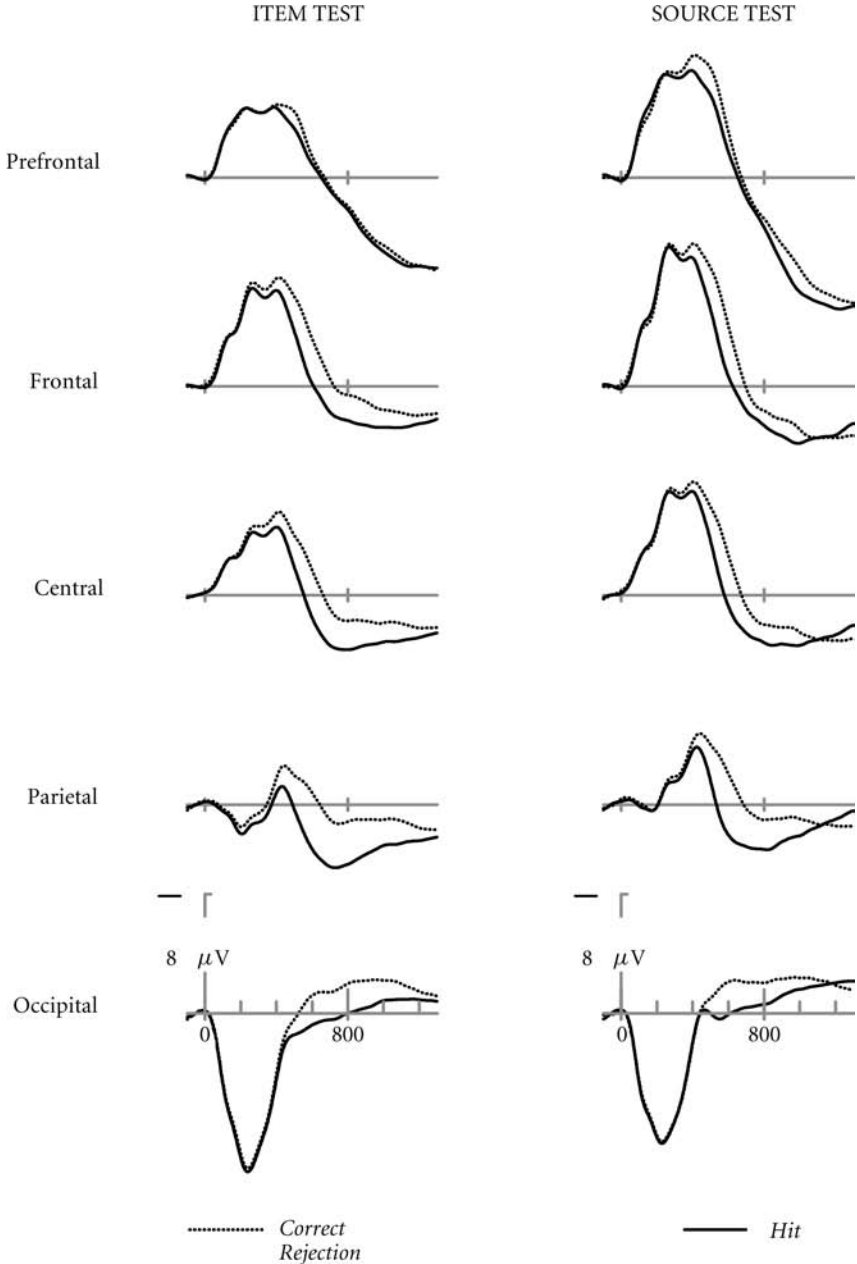 ITEM TEST SOURCE TEST
Prefrontal
Frontal
Central
Parietal
8 μV 8 μV
Occipital
0 800 0 800
Correct Hit
Rejection